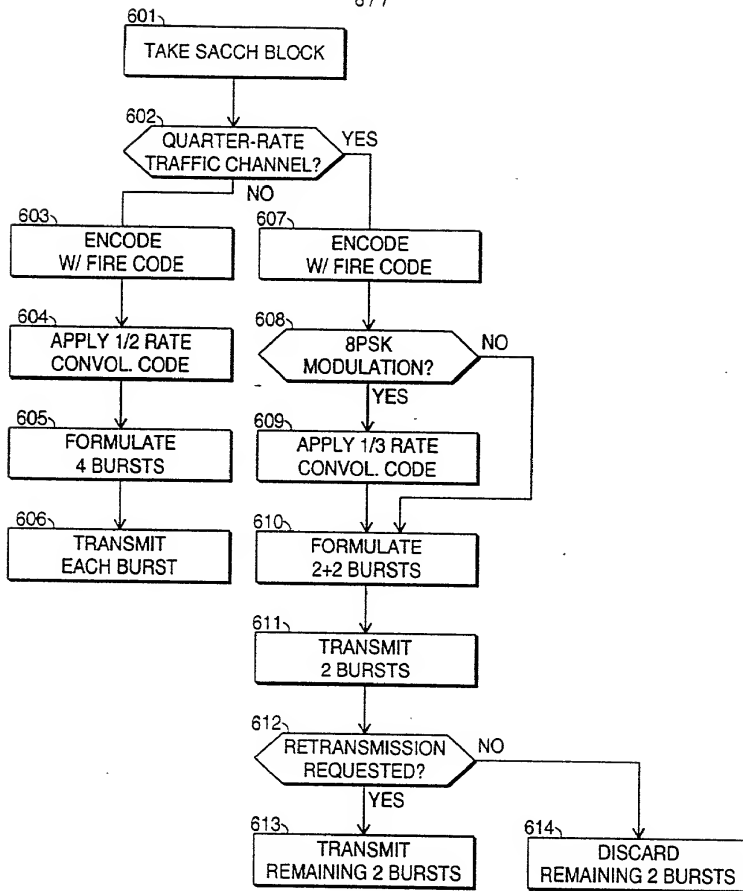 6 / 7
601
TAKE SACCH BLOCK
602
QUARTER-RATE
TRAFFIC CHANNEL?
YES
NO
603
ENCODE
W/ FIRE CODE
607
ENCODE
W/ FIRE CODE
604
APPLY 1/2 RATE
CONVOL. CODE
608
8PSK
MODULATION?
NO
YES
605
FORMULATE
4 BURSTS
609
APPLY 1/3 RATE
CONVOL. CODE
606
TRANSMIT
EACH BURST
610
FORMULATE
2+2 BURSTS
611
TRANSMIT
2 BURSTS
612
RETRANSMISSION
REQUESTED?
NO
YES
613
TRANSMIT
REMAINING 2 BURSTS
614
DISCARD
REMAINING 2 BURSTS